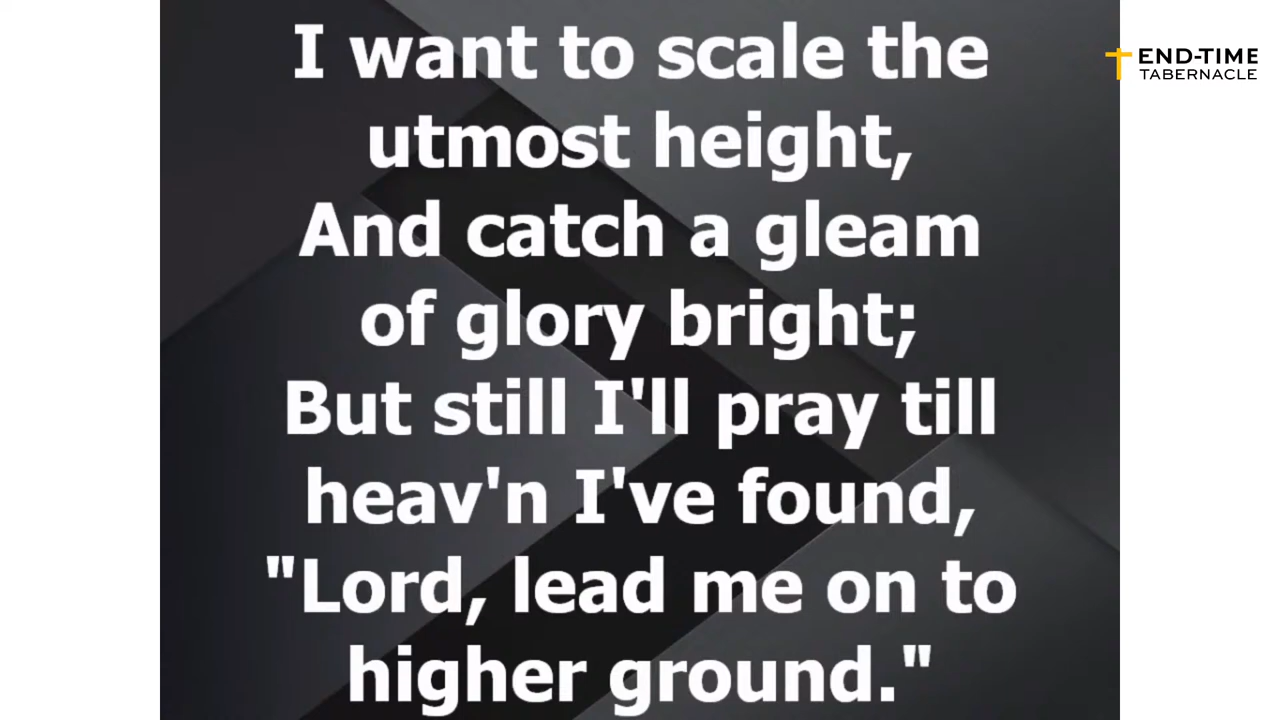 I want to scale the
utmost height,
And catch a gleam
of glory bright;
But still I'll pray till
heav'n I've found,
"Lord, lead me on to
higher ground."
END-TIME
TABERNACLE